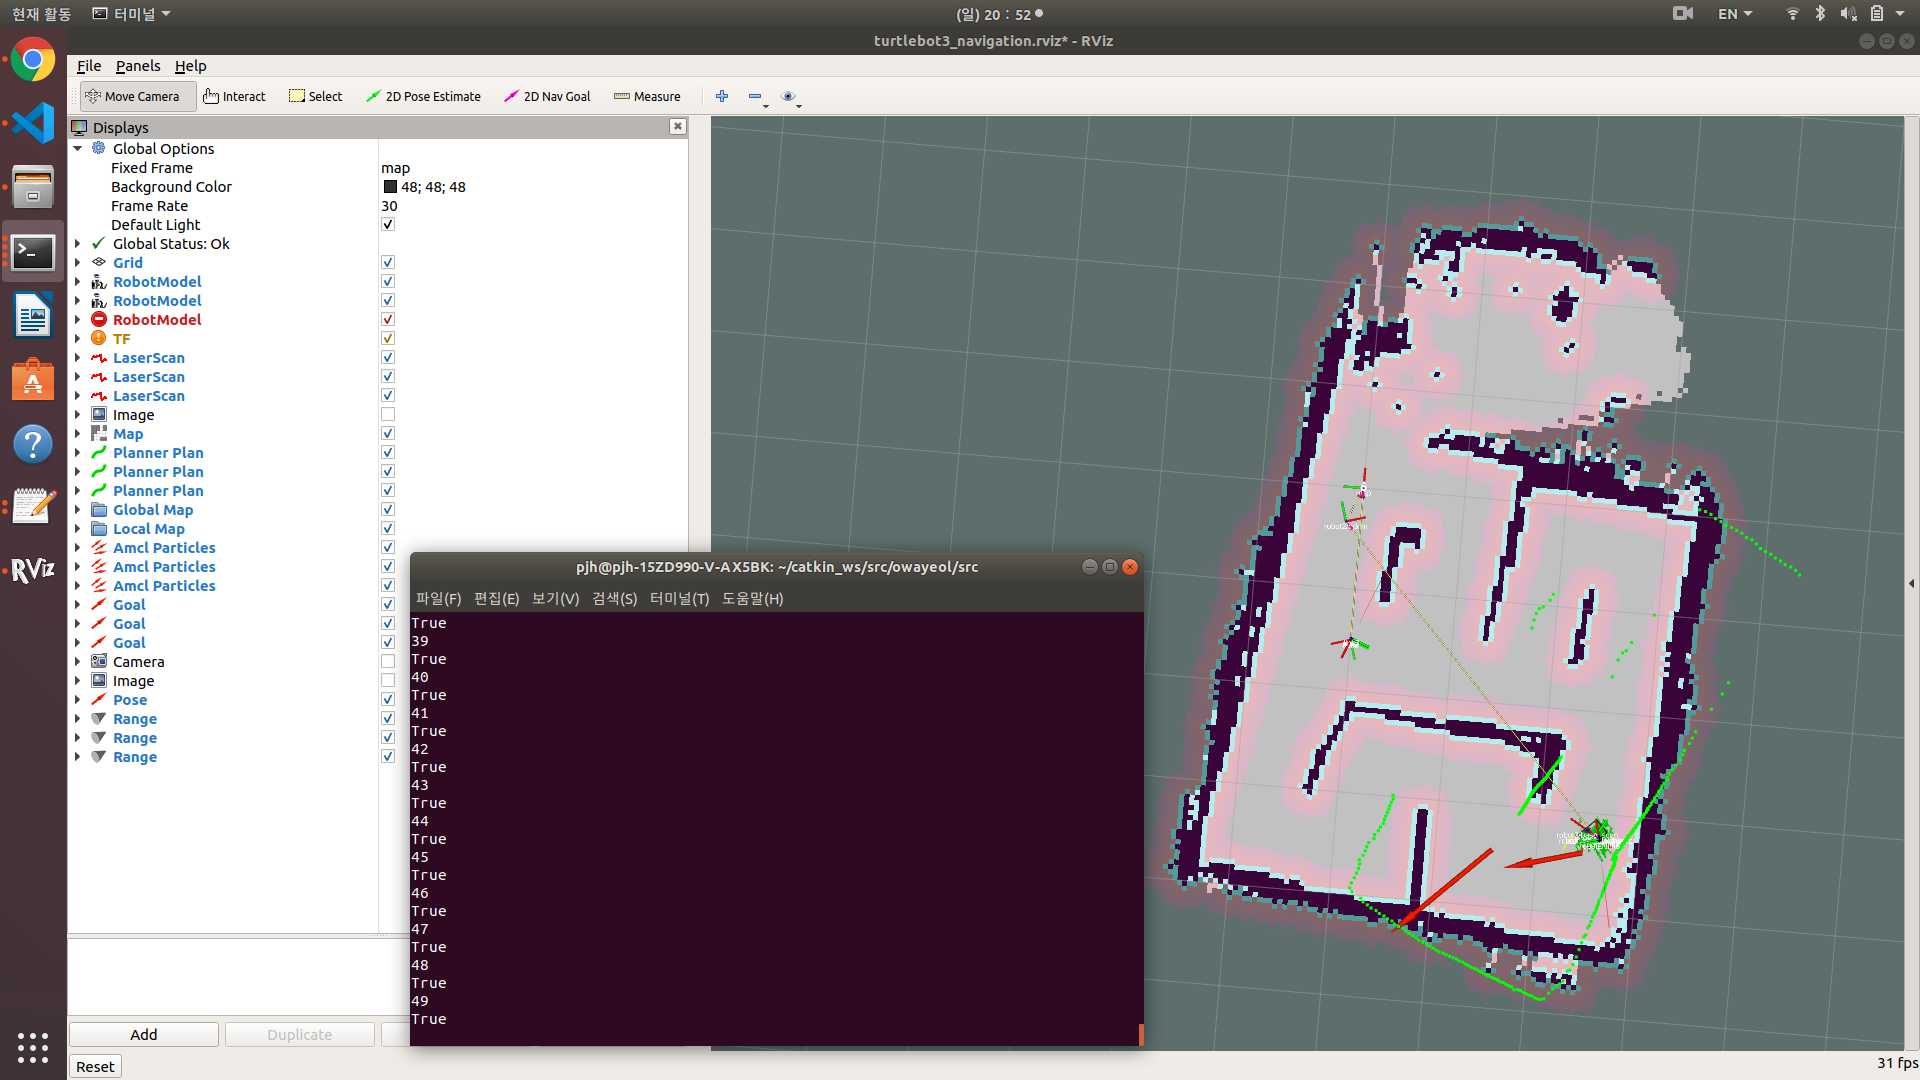 현재 활동
터미널
(일) 20 : 52
EN
turtlebot3_navigation.rviz* - RViz
File Panels Help
Move Camera
Interact
Select
2D Pose Estimate
2D Nav Goal
Measure
Displays
Global Options
Fixed Frame map
Background Color 48; 48; 48
Frame Rate 30
Default Light
Global Status: Ok
Grid
RobotModel
RobotModel
RobotModel
TF
LaserScan
LaserScan
LaserScan
Image
Map
Planner Plan
Planner Plan
Planner Plan
Global Map
Local Map
Amcl Particles
Amcl Particles
Amcl Particles
Goal
Goal
Goal
Camera
Image
Pose
Range
Range
Range
Add
Duplicate
Reset
RViz
pjh@pjh-15ZD990-V-AX5BK: ~/catkin_ws/src/owayeol/src
파일(F) 편집(E) 보기(V) 검색(S) 터미널(T) 도움말(H)
True
39
True
40
True
41
True
42
True
43
True
44
True
45
True
46
True
47
True
48
True
49
True
31 fps